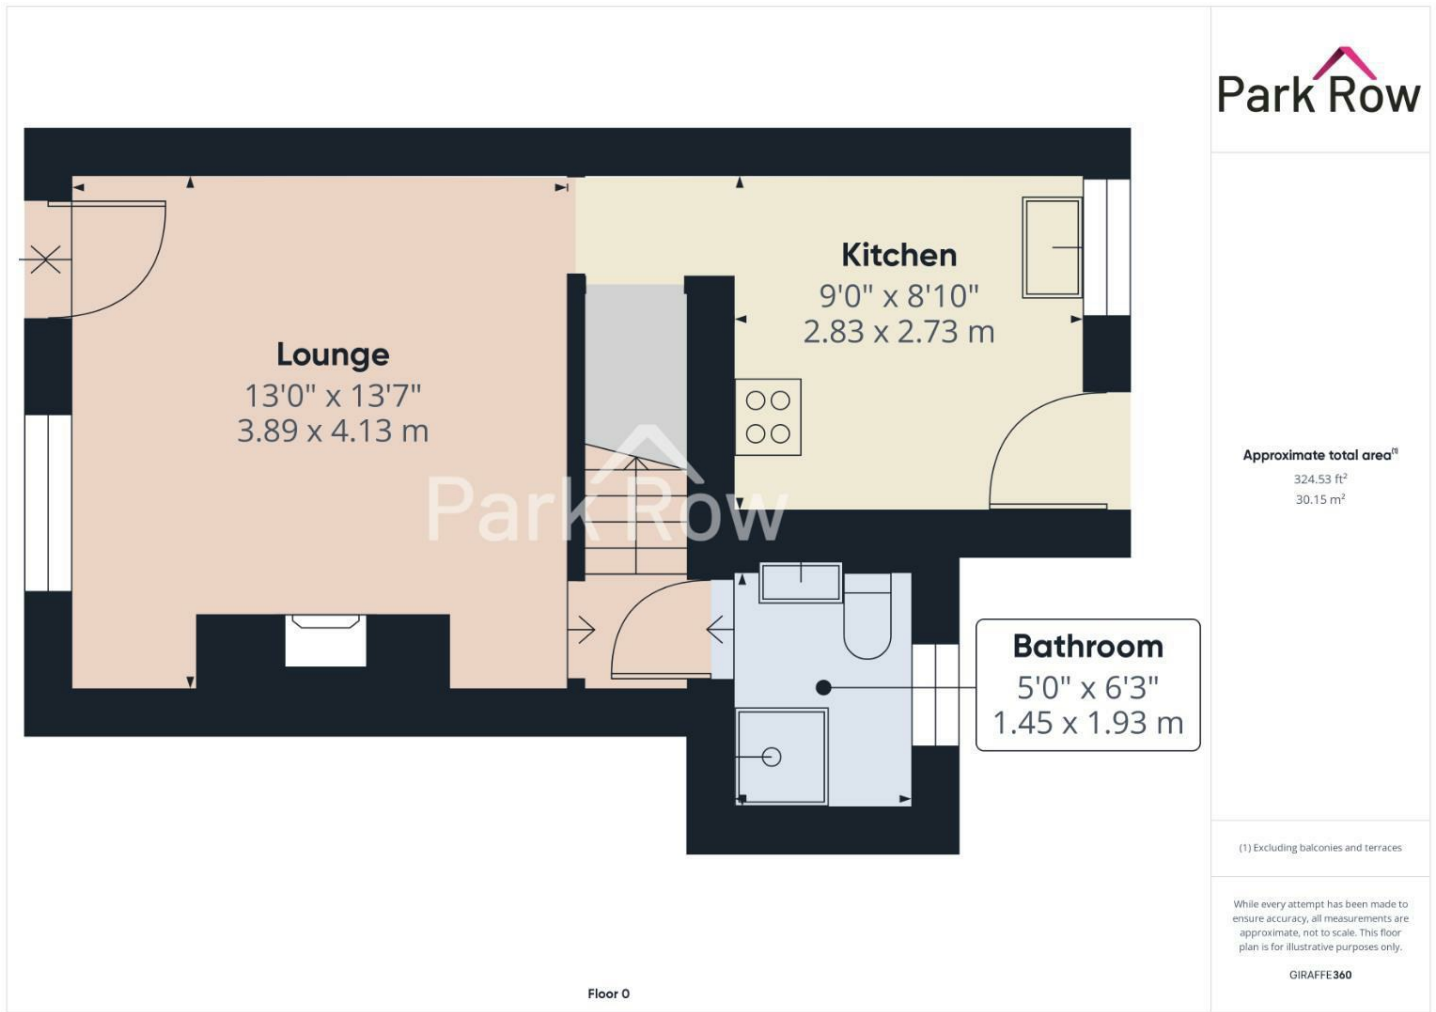 Park Row
Lounge
13'0" x 13'7"
3.89 x 4.13 m
Kitchen
9'0" x 8'10"
2.83 x 2.73 m
Park Row
Bathroom
5'0" x 6'3"
1.45 x 1.93 m
Floor 0
Approximate total area(1)
324.53 ft²
30.15 m²
(1) Excluding balconies and terraces
While every attempt has been made to
ensure accuracy, all measurements are
approximate, not to scale. This floor
plan is for illustrative purposes only.
GIRAFFE360